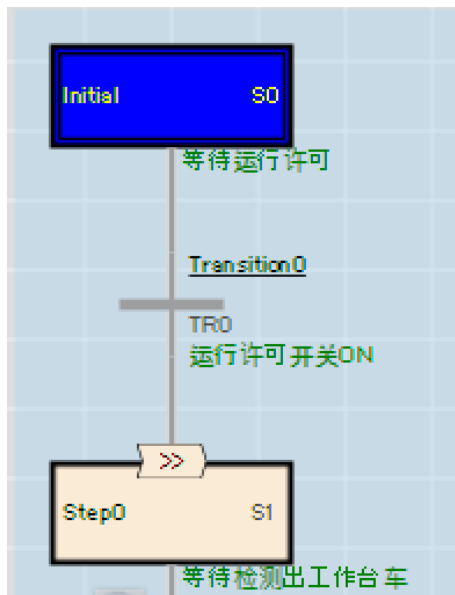 Initial S0
等待运行许可
Transition0
TR0
运行许可开关ON
>>
Step0 S1
等待检测出工作台车